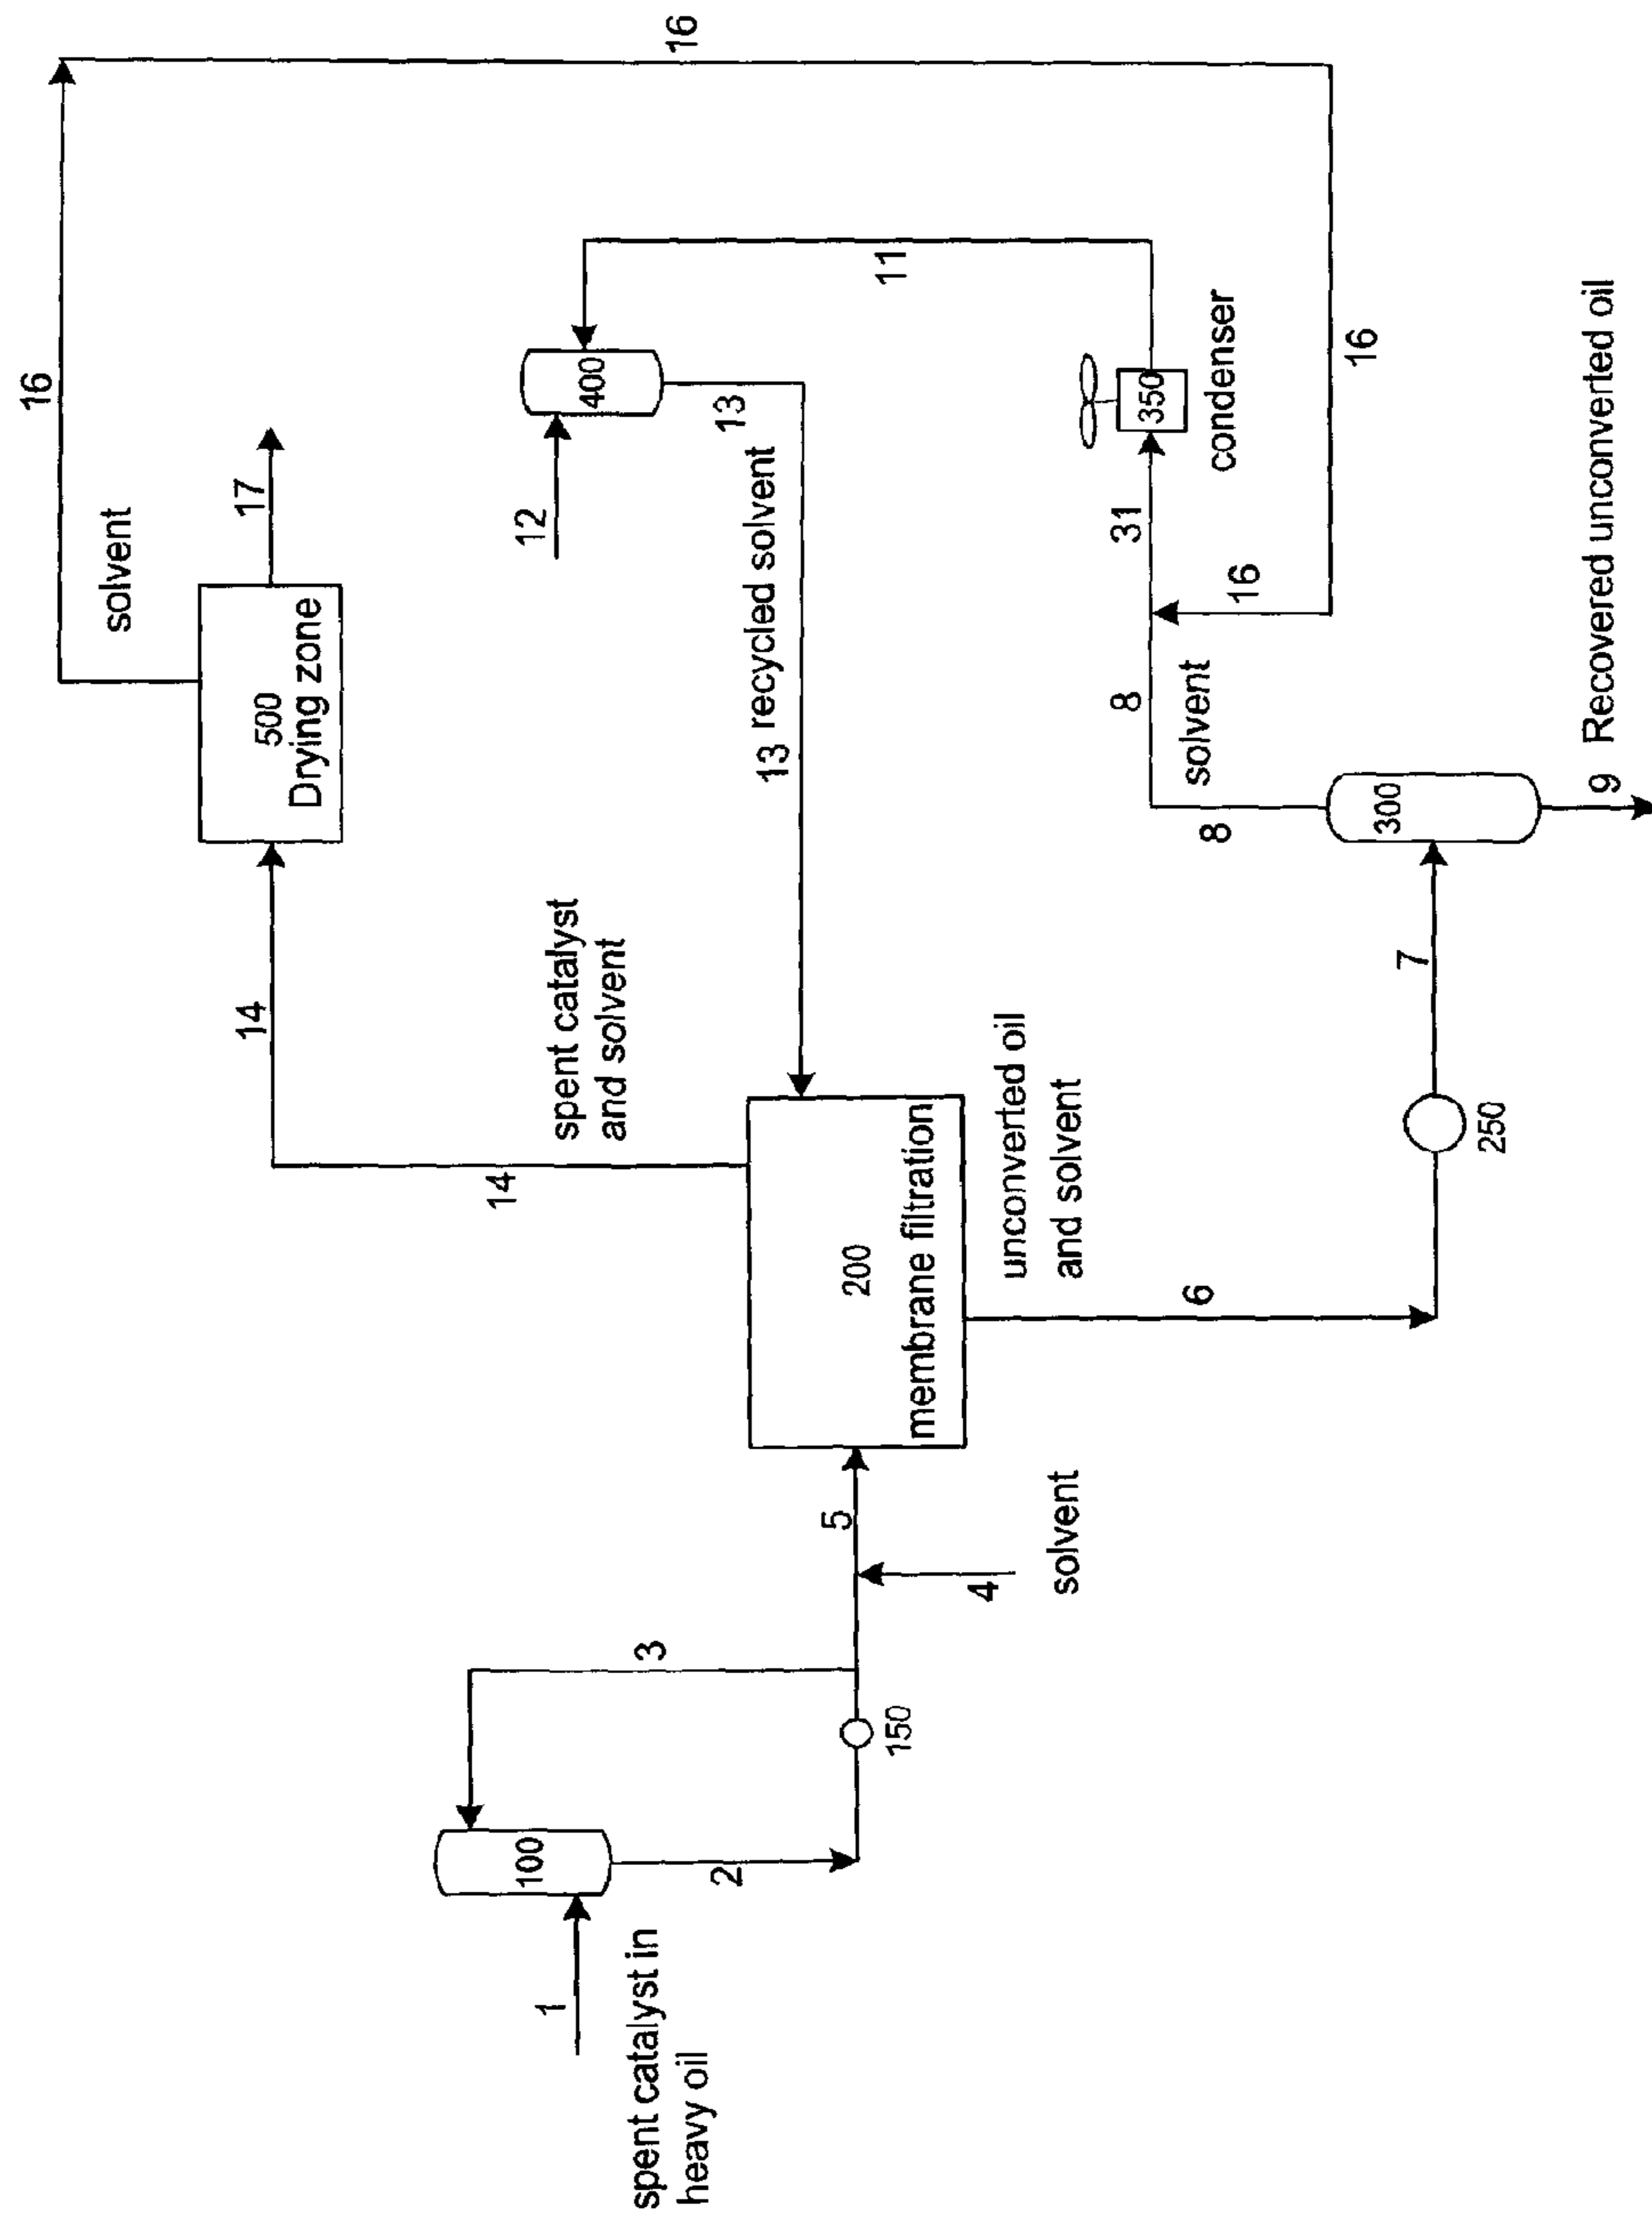 16
16
solvent
17
500
Drying zone
14
14
spent catalyst
and solvent
12
400
11
13
13 recycled solvent
200
membrane filtration
unconverted oil
and solvent
31
350
condenser
8
solvent
8
16
16
300
9 Recovered unconverted oil
7
250
6
5
4
solvent
3
150
2
100
1
spent catalyst in
heavy oil